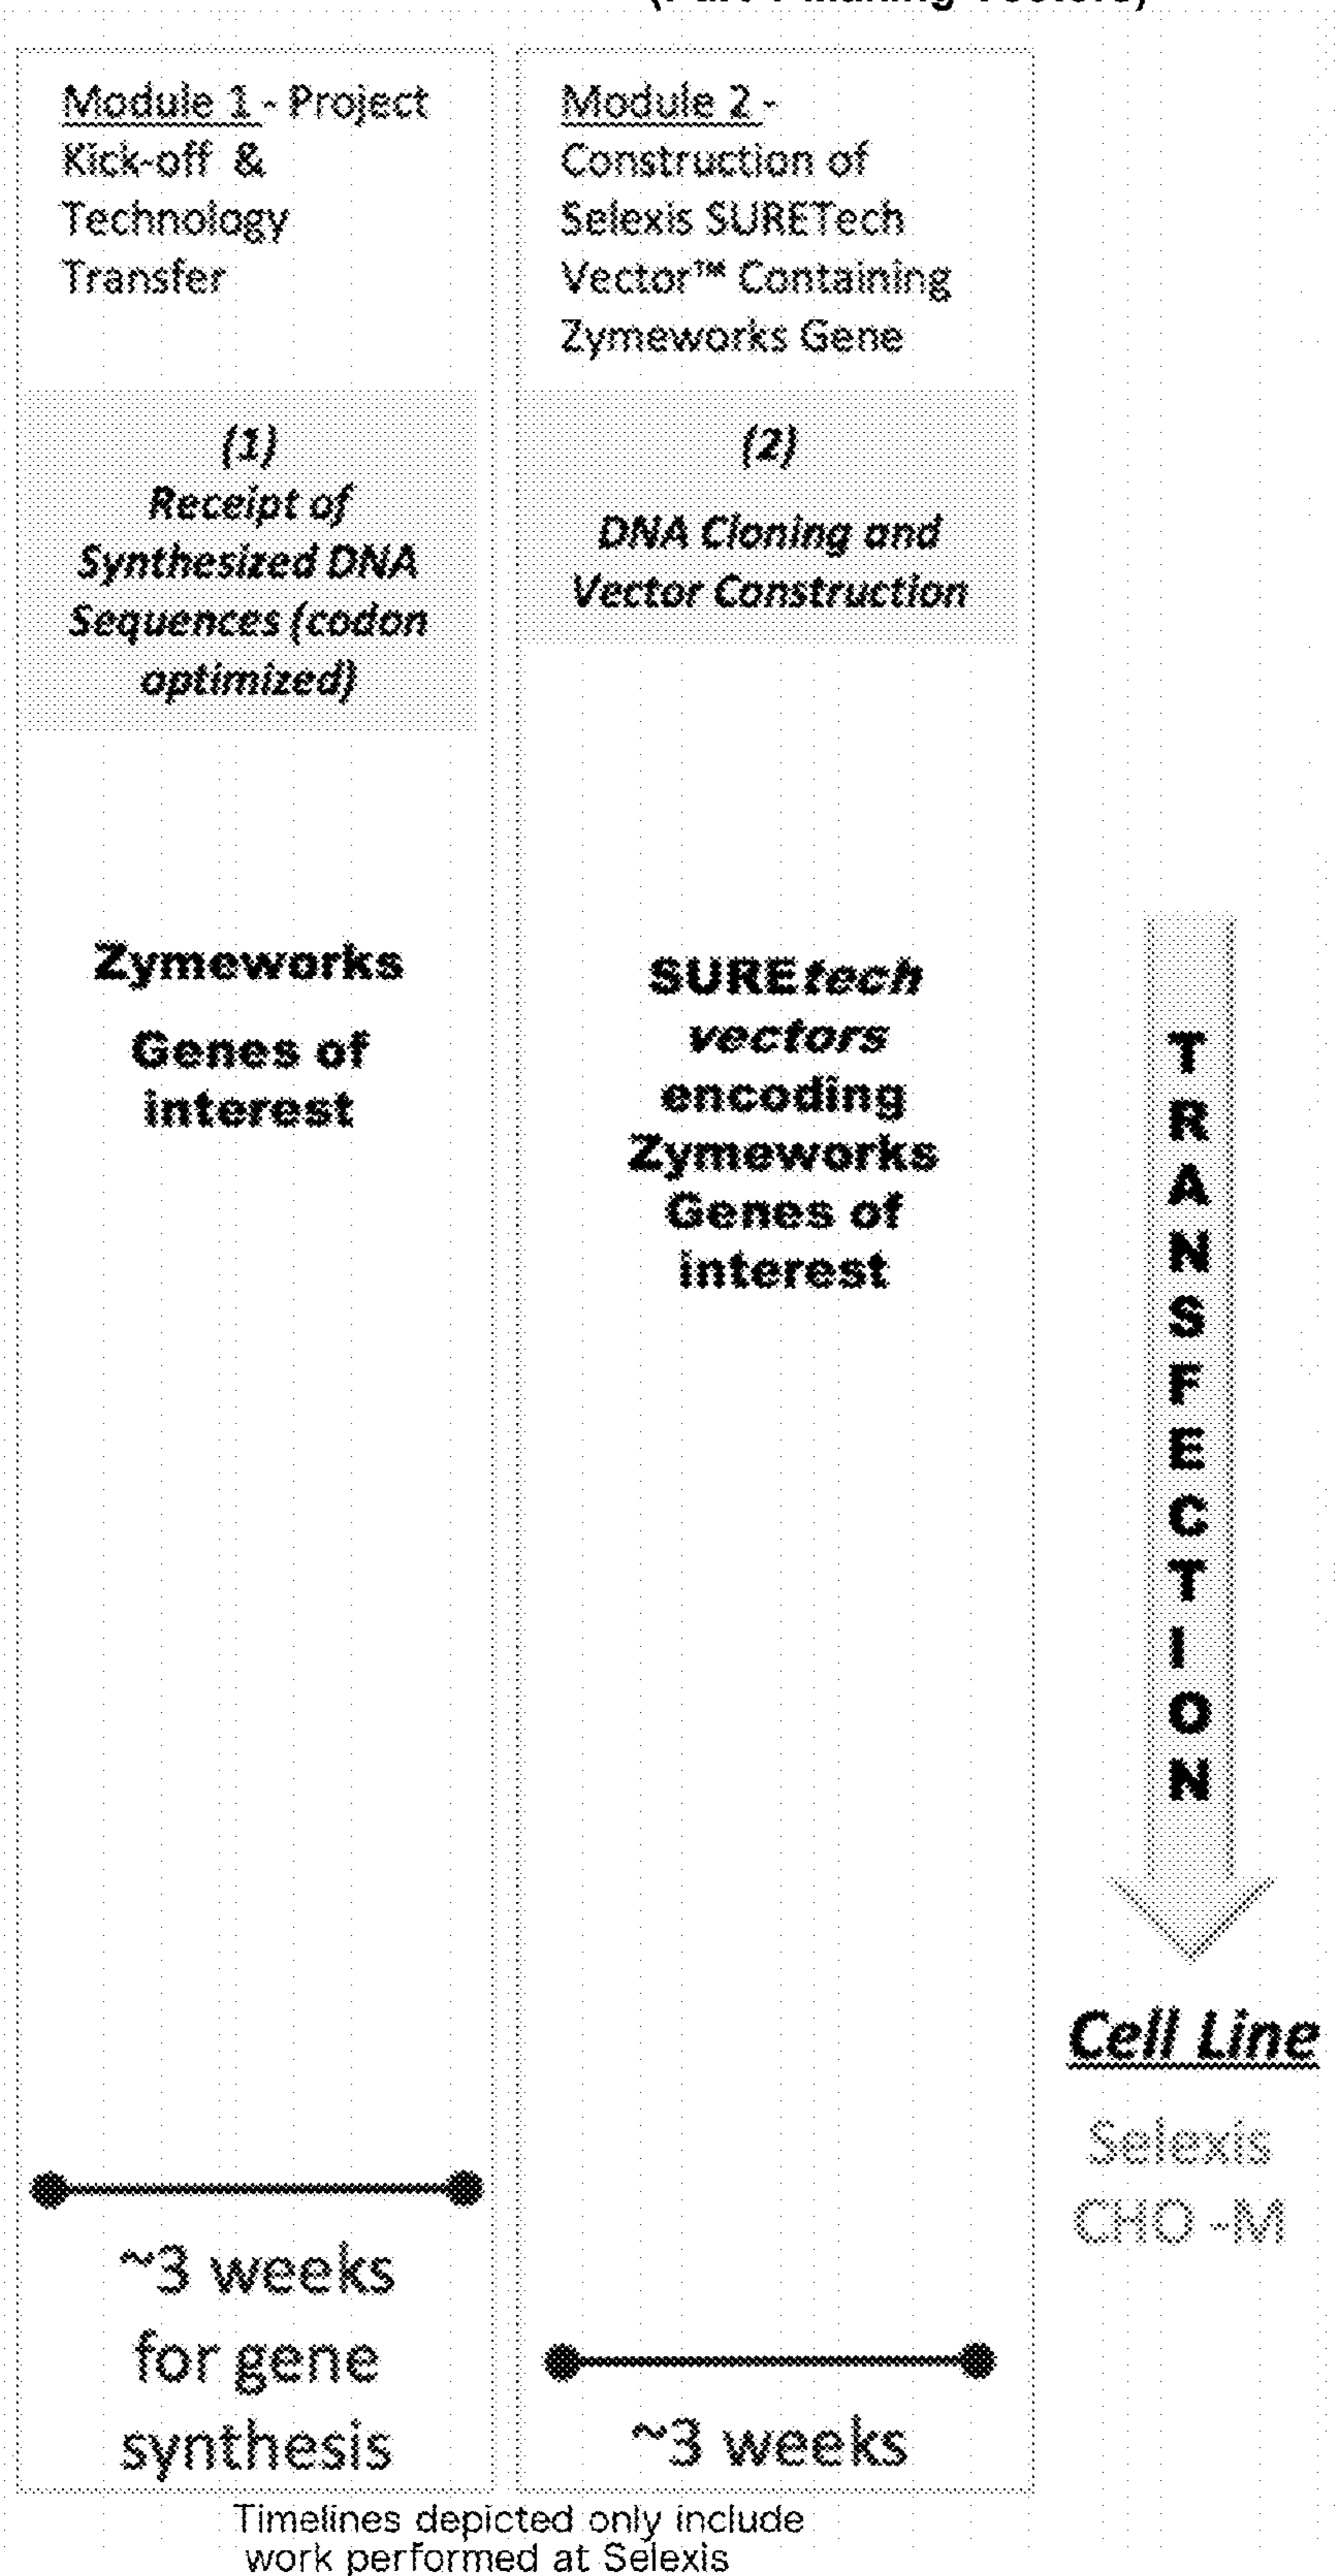 Module 1 - Project
Kick-off &
Technology
Transfer
(1)
Receipt of
Synthesized DNA
Sequences (codon
optimized)
Zymeworks
Genes of
interest
~3 weeks
for gene
synthesis
Module 2 -
Construction of
Selexis SURETech
Vector™ Containing
Zymeworks Gene
(2)
DNA Cloning and
Vector Construction
SUREtech
vectors
encoding
Zymeworks
Genes of
interest
~3 weeks
TRANSFECTION
Cell Line
Selexis
CHO -M
Timelines depicted only include
work performed at Selexis